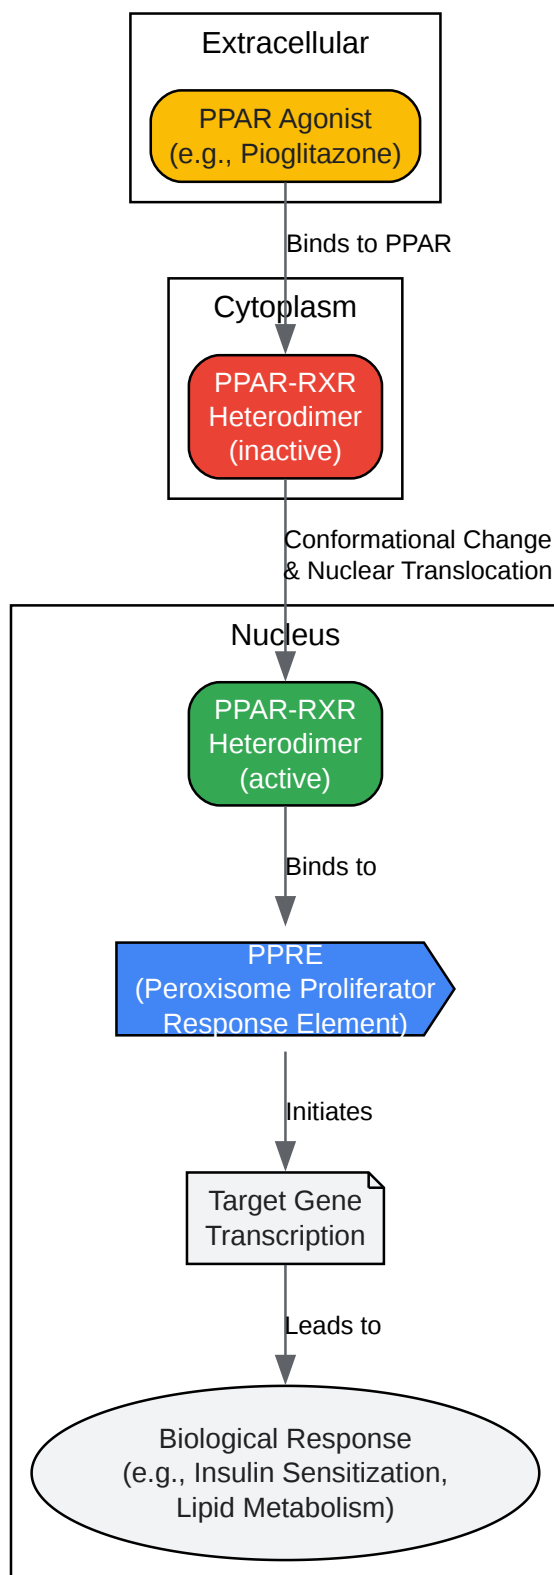 Extracellular
PPAR Agonist
(e.g., Pioglitazone)
Binds to PPAR
Cytoplasm
PPAR-RXR
Heterodimer
(inactive)
Conformational Change
& Nuclear Translocation
Nucleus
PPAR-RXR
Heterodimer
(active)
Binds to
PPRE
(Peroxisome Proliferator
Response Element)
Initiates
Target Gene
Transcription
Leads to
Biological Response
(e.g., Insulin Sensitization,
Lipid Metabolism)